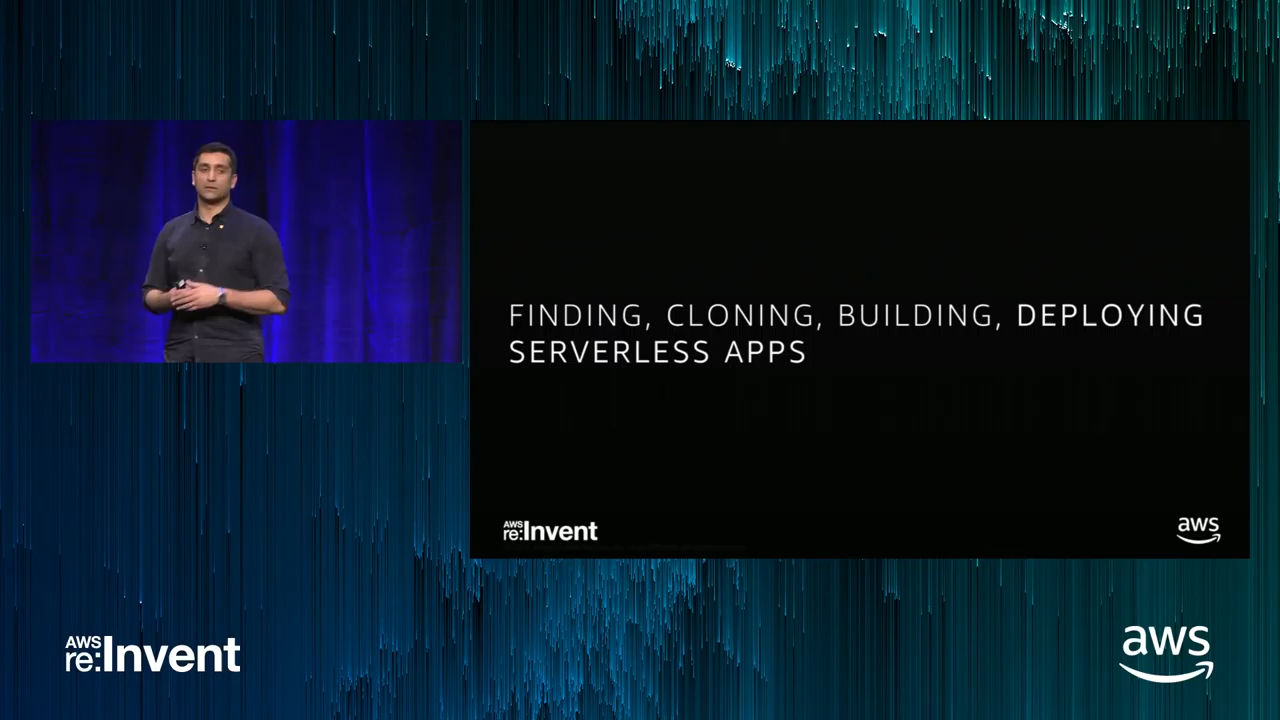 FINDING, CLONING, BUILDING, DEPLOYING
SERVERLESS APPS
AWS
re:Invent
aws
AWS
re:Invent
aws